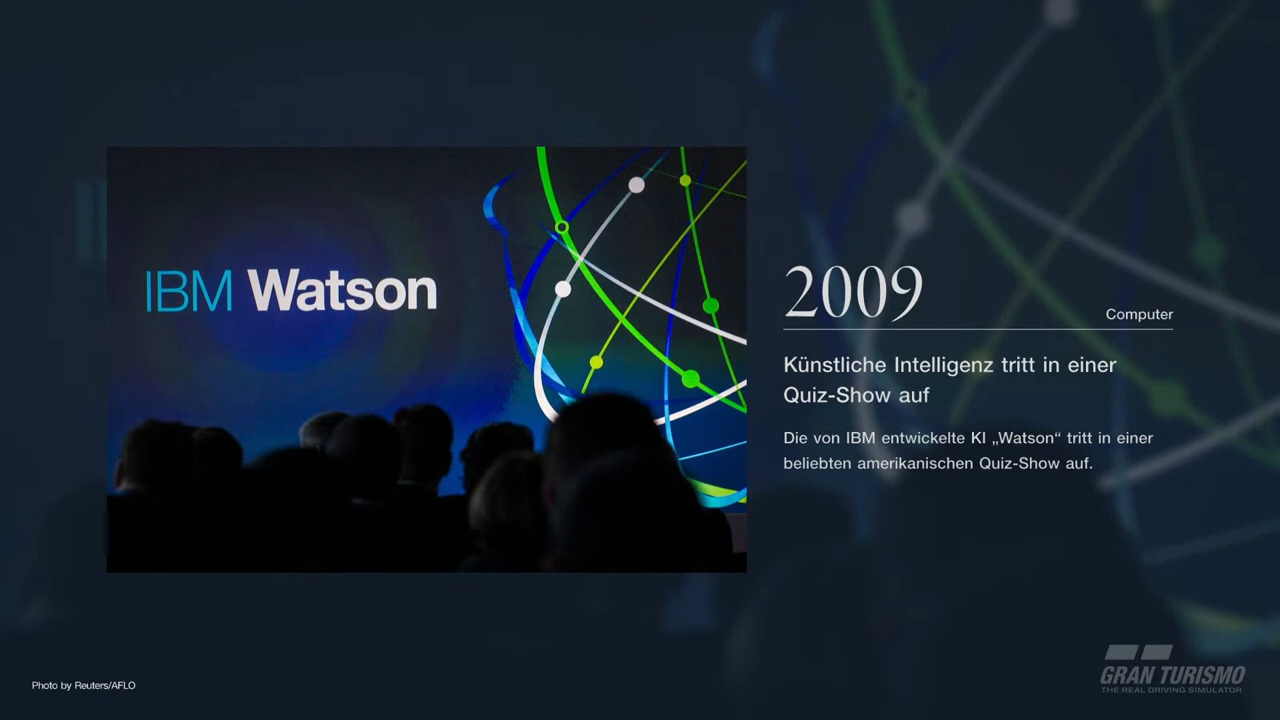 IBM Watson
2009
Computer
Künstliche Intelligenz tritt in einer
Quiz-Show auf
Die von IBM entwickelte KI „Watson“ tritt in einer
beliebten amerikanischen Quiz-Show auf.
Photo by Reuters/AFLO
GRAN TURISMO
THE REAL DRIVING SIMULATOR